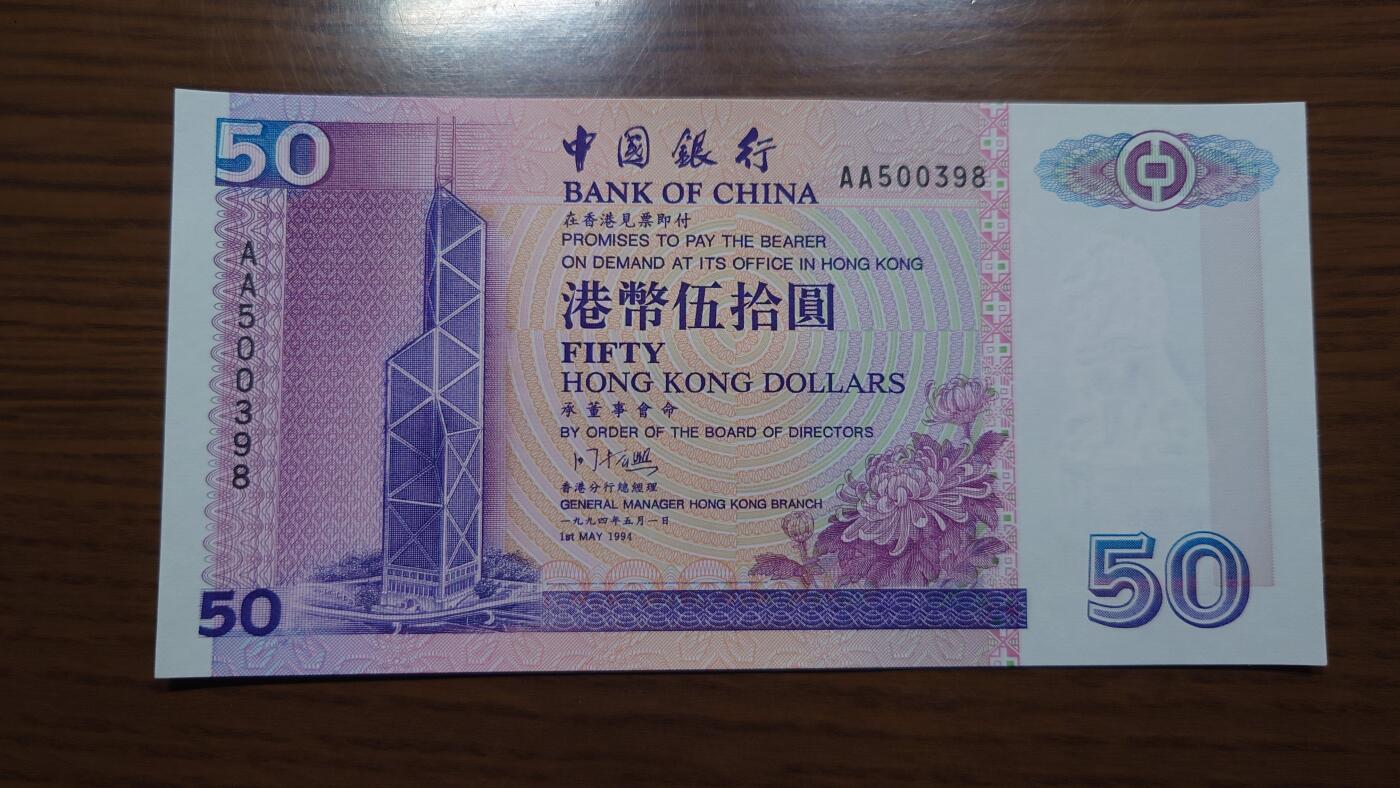 50
中國銀行
BANK OF CHINA
AA500398
在香港見票即付
PROMISES TO PAY THE BEARER
ON DEMAND AT ITS OFFICE IN HONG KONG
AA500398
港幣伍拾圓
FIFTY
HONG KONG DOLLARS
承董事會命
BY ORDER OF THE BOARD OF DIRECTORS
香港分行總經理
GENERAL MANAGER HONG KONG BRANCH
一九九四年五月一日
1st MAY 1994
50
50